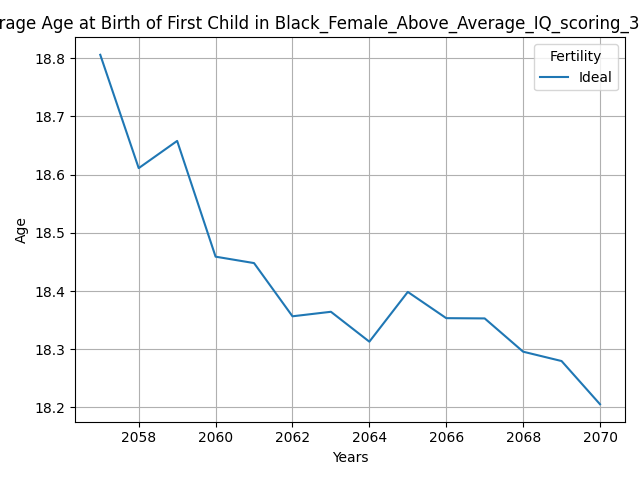 rage Age at Birth of First Child in Black_Female_Above_Average_IQ_scoring_3
Fertility
Ideal
18.8
18.7
18.6
18.5
18.4
18.3
18.2
Age
2058 2060 2062 2064 2066 2068 2070
Years